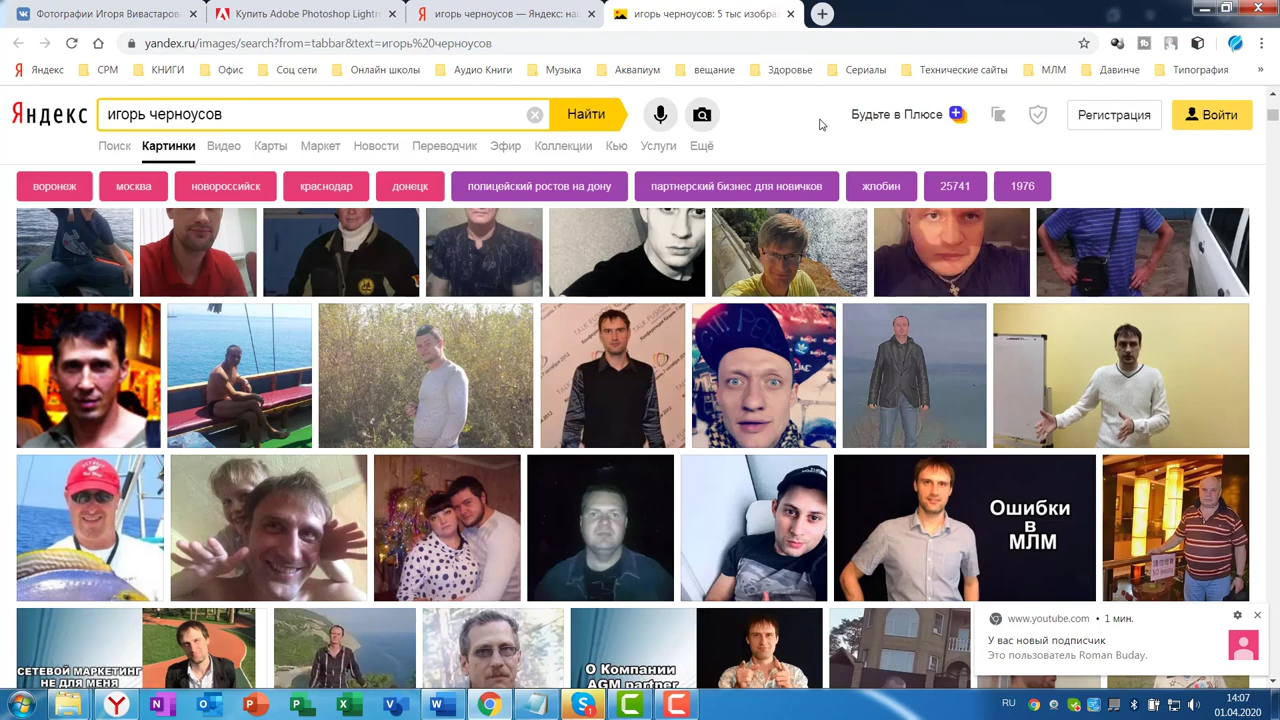 Фотографии Игорь Вивастаров
Купить Adobe Photoshop Lightr
игорь черноусов — Яндекс: наш
игорь черноусов: 5 тыс изображ
yandex.ru/images/search?from=tabbar&text=игорь%20черноусов
Яндекс
СРМ
КНИГИ
Офис
Соц сети
Онлайн школы
Аудио Книги
Музыка
Аквапиум
вещание
Здоровье
Сериалы
Технические сайты
МЛМ
Давинче
Типография
»
Яндекс
игорь черноусов
Найти
Будьте в Плюсе
Регистрация
Войти
Поиск
Картинки
Видео
Карты
Маркет
Новости
Переводчик
Эфир
Коллекции
Кью
Услуги
Ещё
воронеж
москва
новороссийск
краснодар
донецк
полицейский ростов на дону
партнерский бизнес для новичков
жлобин
25741
1976
Ошибки
в
МЛМ
СЕТЕВОЙ МАРКЕТИНГ
НЕ ДЛЯ МЕНЯ
О Компании
AGM partner
www.youtube.com • 1 мин.
У вас новый подписчик
Это пользователь Roman Buday.
RU
14:07
01.04.2020